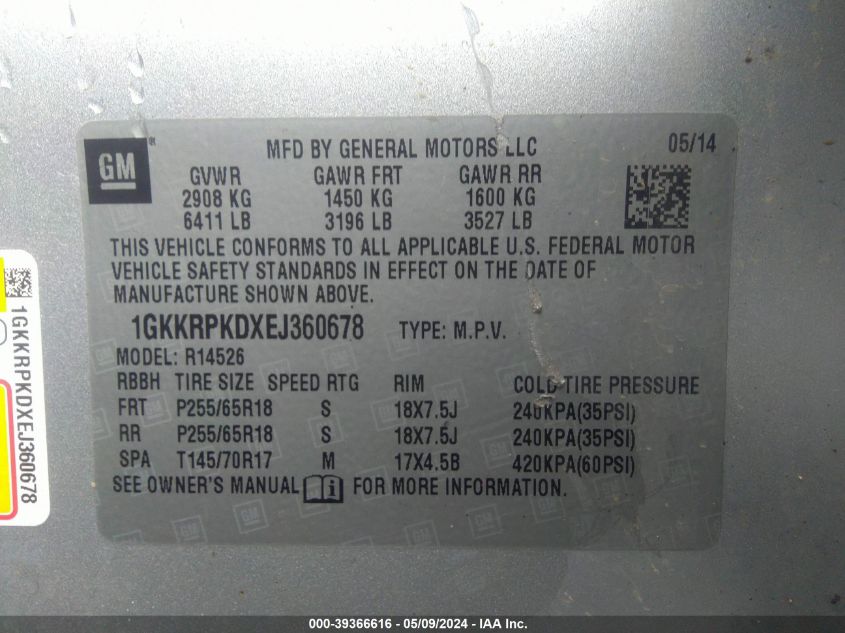 GM
MFD BY GENERAL MOTORS LLC 05/14
GVWR GAWR FRT GAWR RR
2908 KG 1450 KG 1600 KG
6411 LB 3196 LB 3527 LB
THIS VEHICLE CONFORMS TO ALL APPLICABLE U.S. FEDERAL MOTOR
VEHICLE SAFETY STANDARDS IN EFFECT ON THE DATE OF
MANUFACTURE SHOWN ABOVE.
1GKKRPKDXEJ360678 TYPE: M.P.V.
MODEL: R14526
RBBH TIRE SIZE SPEED RTG RIM COLD TIRE PRESSURE
FRT P255/65R18 S 18X7.5J 240KPA(35PSI)
RR P255/65R18 S 18X7.5J 240KPA(35PSI)
SPA T145/70R17 M 17X4.5B 420KPA(60PSI)
SEE OWNER'S MANUAL i FOR MORE INFORMATION.
1GKKRPKDXEJ360678
000-39366616 - 05/09/2024 - IAA Inc.